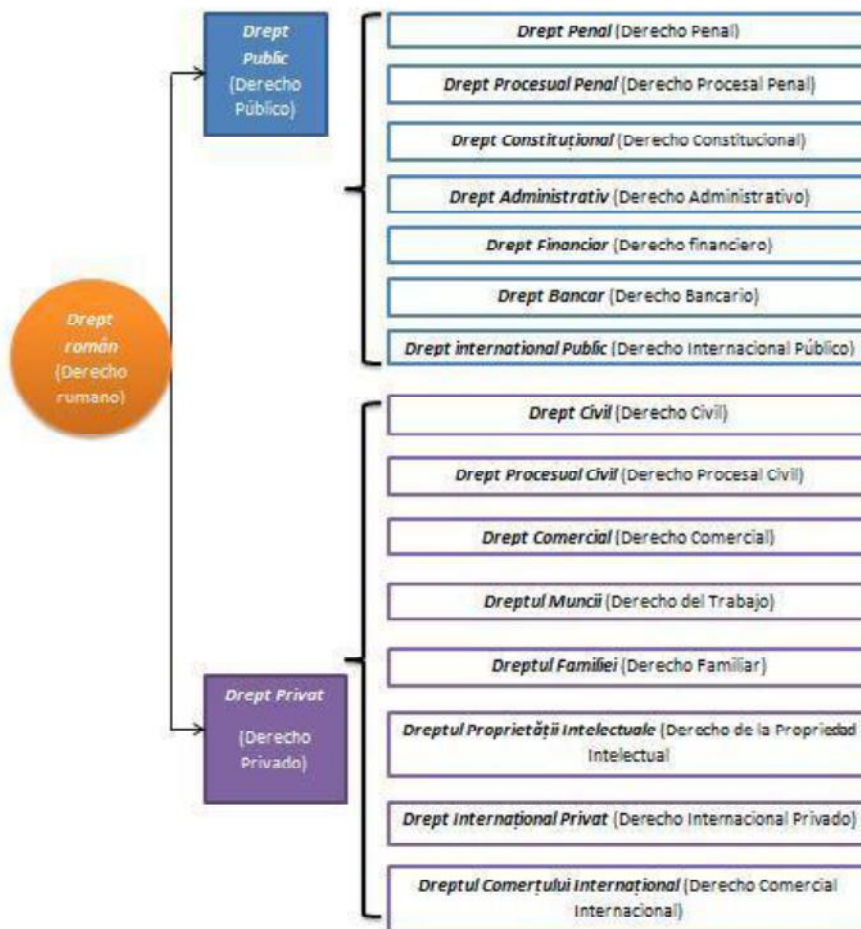 Drept
Public
(Derecho
Público)
Drept Penal (Derecho Penal)
Drept Procesual Penal (Derecho Procesal Penal)
Drept Constituțional (Derecho Constitucional)
Drept Administrativ (Derecho Administrativo)
Drept Financiar (Derecho financiero)
Drept Bancar (Derecho Bancario)
Drept international Public (Derecho Internacional Público)
Drept
român
(Derecho
rumano)
Drept Privat
(Derecho
Privado)
Drept Civil (Derecho Civil)
Drept Procesual Civil (Derecho Procesal Civil)
Drept Comercial (Derecho Comercial)
Dreptul Muncii (Derecho del Trabajo)
Dreptul Familiei (Derecho Familiar)
Dreptul Proprietății Intelectuale (Derecho de la Propriedad
Intelectual
Drept Internațional Privat (Derecho Internacional Privado)
Dreptul Comerțului Internațional (Derecho Comercial
Internacional)